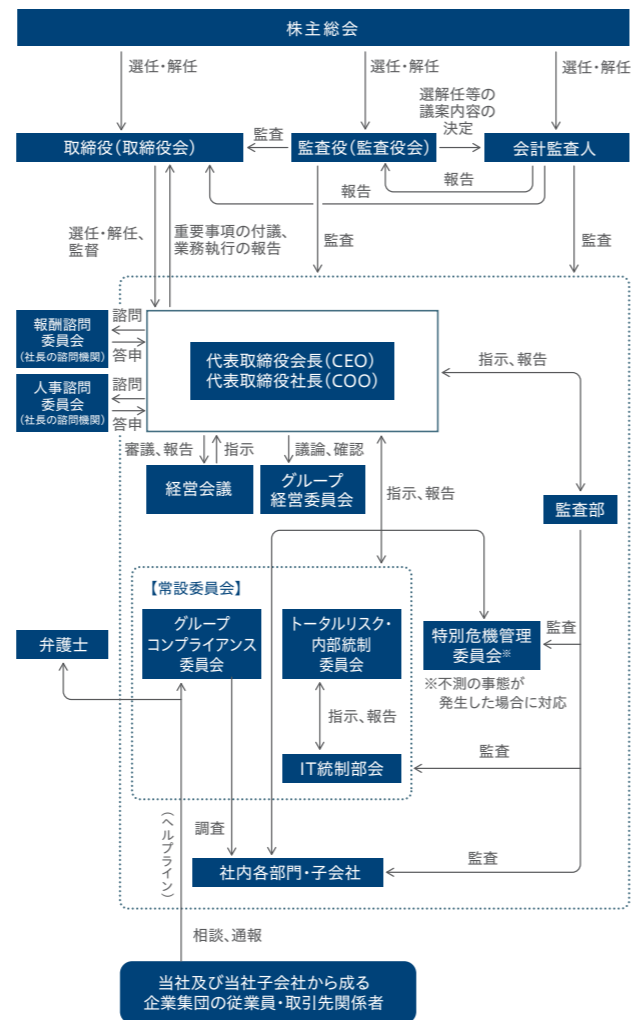 株主総会
選任・解任
選任・解任
選任・解任
選解任等の
議案内容の
決定
取締役(取締役会)
監査
監査役(監査役会)
会計監査人
報告
報告
選任・解任、
監督
重要事項の付議、
業務執行の報告
監査
監査
報酬諮問
委員会
(社長の諮問機関)
諮問
答申
人事諮問
委員会
(社長の諮問機関)
諮問
答申
代表取締役会長(CEO)
代表取締役社長(COO)
指示、報告
審議、報告
指示
議論、確認
経営会議
グループ
経営委員会
指示、報告
監査部
【常設委員会】
グループ
コンプライアンス
委員会
トータルリスク・
内部統制
委員会
特別危機管理
委員会※
監査
※不測の事態が
発生した場合に対応
弁護士
指示、報告
IT統制部会
監査
(ヘルプライン)
調査
社内各部門・子会社
監査
相談、通報
当社及び当社子会社から成る
企業集団の従業員・取引先関係者